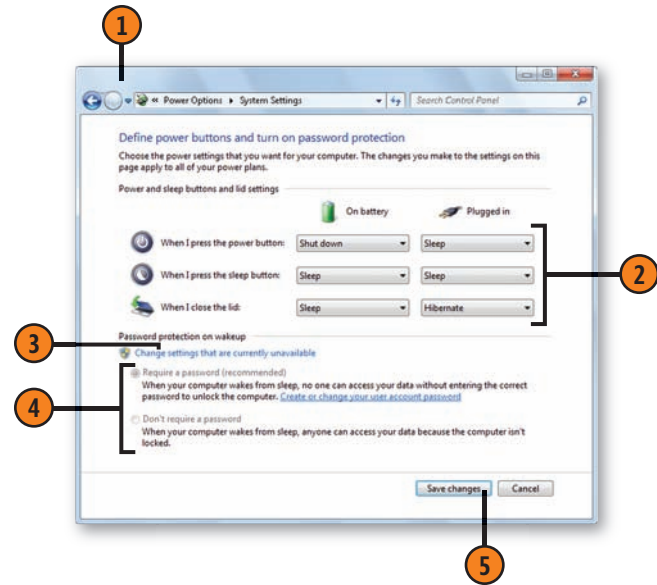 1
« Power Options ▸ System Settings
Search Control Panel
Define power buttons and turn on password protection
Choose the power settings that you want for your computer. The changes you make to the settings on this
page apply to all of your power plans.
Power and sleep buttons and lid settings
On battery Plugged in
When I press the power button: Shut down Sleep
When I press the sleep button: Sleep Sleep
2
When I close the lid: Sleep Hibernate
Password protection on wakeup
3
Change settings that are currently unavailable
Require a password (recommended)
When your computer wakes from sleep, no one can access your data without entering the correct
password to unlock the computer. Create or change your user account password
4
Don't require a password
When your computer wakes from sleep, anyone can access your data because the computer isn't
locked.
Save changes Cancel
5